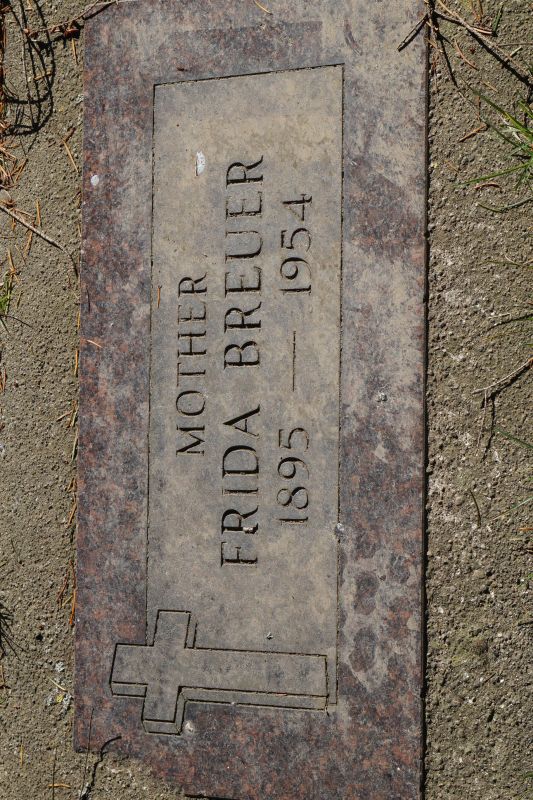 MOTHER
FRIDA BREUER
1895 — 1954